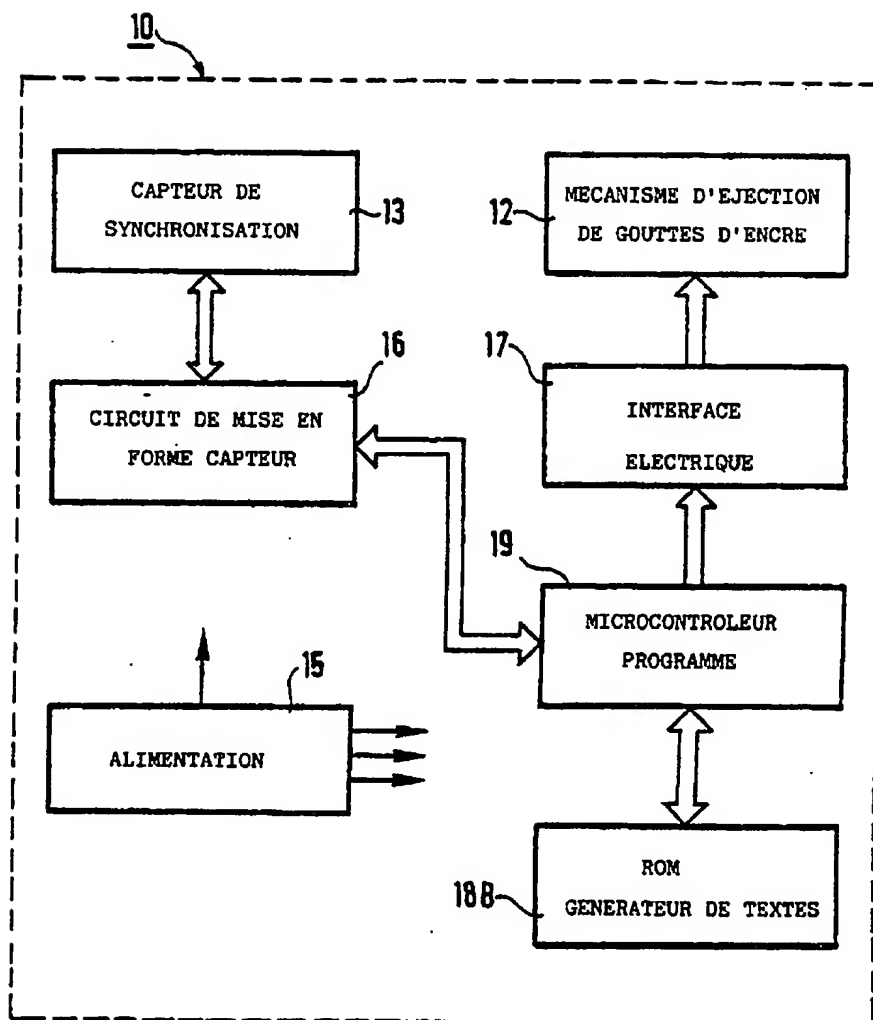 10
CAPTEUR DE
SYNCHRONISATION
13
12
MECANISME D'EJECTION
DE GOUTTES D'ENCRE
16
CIRCUIT DE MISE EN
FORME CAPTEUR
17
INTERFACE
ELECTRIQUE
19
MICROCONTROLEUR
PROGRAMME
15
ALIMENTATION
18B
ROM
GENERATEUR DE TEXTES